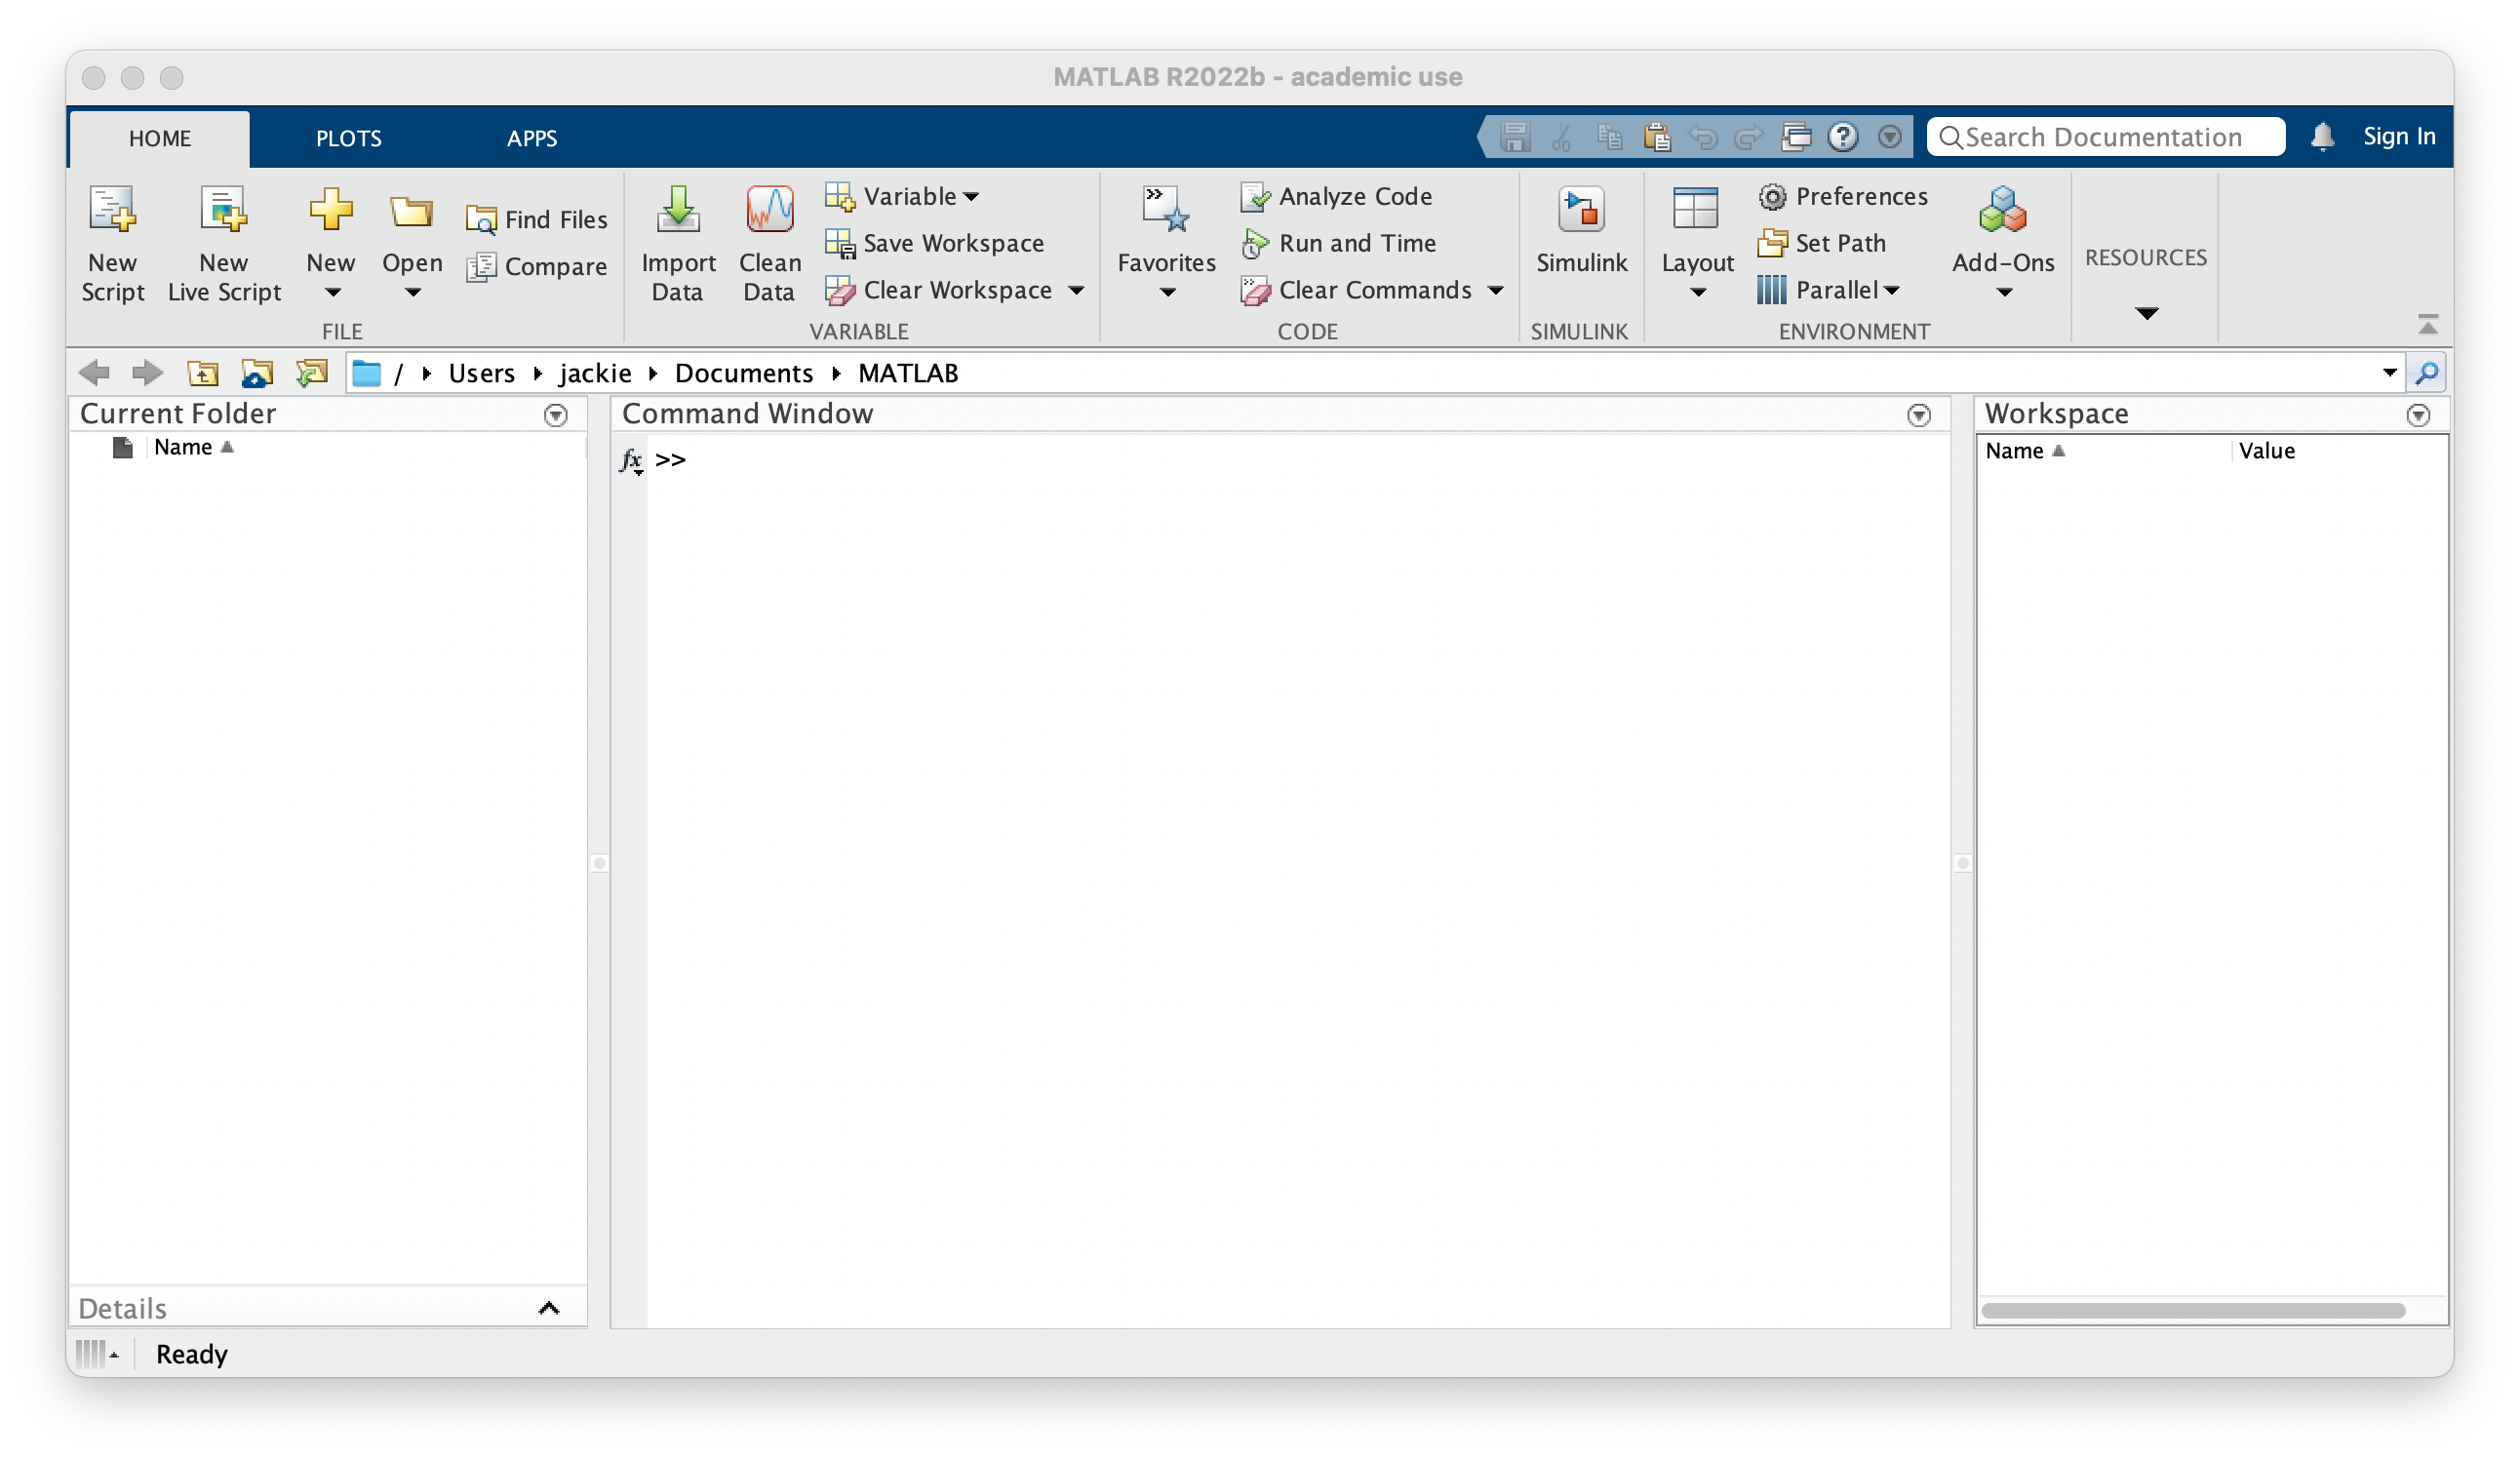 MATLAB R2022b - academic use
HOME PLOTS APPS Search Documentation Sign In
New Script
New Live Script
New
Open
Find Files
Compare
FILE
Import Data
Clean Data
Variable
Save Workspace
Clear Workspace
VARIABLE
Favorites
Analyze Code
Run and Time
Clear Commands
CODE
Simulink
SIMULINK
Layout
Preferences
Set Path
Parallel
Add-Ons
ENVIRONMENT
RESOURCES
/ Users jackie Documents MATLAB
Current Folder
Name
Command Window
fx >>
Workspace
Name Value
Details
Ready